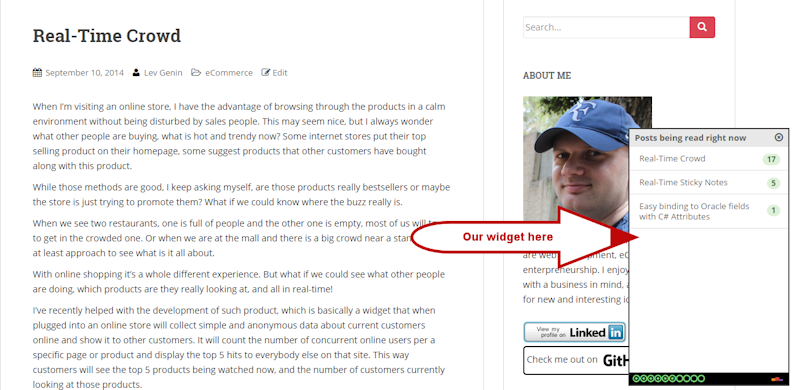 Real-Time Crowd
September 10, 2014 Lev Genin eCommerce Edit
When I'm visiting an online store, I have the advantage of browsing through the products in a calm
environment without being disturbed by sales people. This may seem nice, but I always wonder
what other people are buying, what is hot and trendy now? Some internet stores put their top
selling product on their homepage, some suggest products that other customers have bought
along with this product.
While those methods are good, I keep asking myself, are those products really bestsellers or maybe
the store is just trying to promote them? What if we could know where the buzz really is.
When we see two restaurants, one is full of people and the other one is empty, most of us will
to get in the crowded one. Or when we are at the mall and there is a big crowd near a
at least approach to see what is it all about.
With online shopping it's a whole different experience. But what if we could see what other people
are doing, which products are they really looking at, and all in real-time!
I've recently helped with the development of such product, which is basically a widget that when
plugged into an online store will collect simple and anonymous data about current customers
online and show it to other customers. It will count the number of concurrent online users per a
specific page or product and display the top 5 hits to everybody else on that site. This way
customers will see the top 5 products being watched now, and the number of customers currently
looking at those products.
Search...
ABOUT ME
Our widget here
Posts being read right now
Real-Time Crowd 17
Real-Time Sticky Notes 5
Easy binding to Oracle fields
with C# Attributes 1
are web
enterpreneurship. I enjoy
with a business in mind,
for new and interesting
View my
profile on LinkedIn
Check me out on GitH